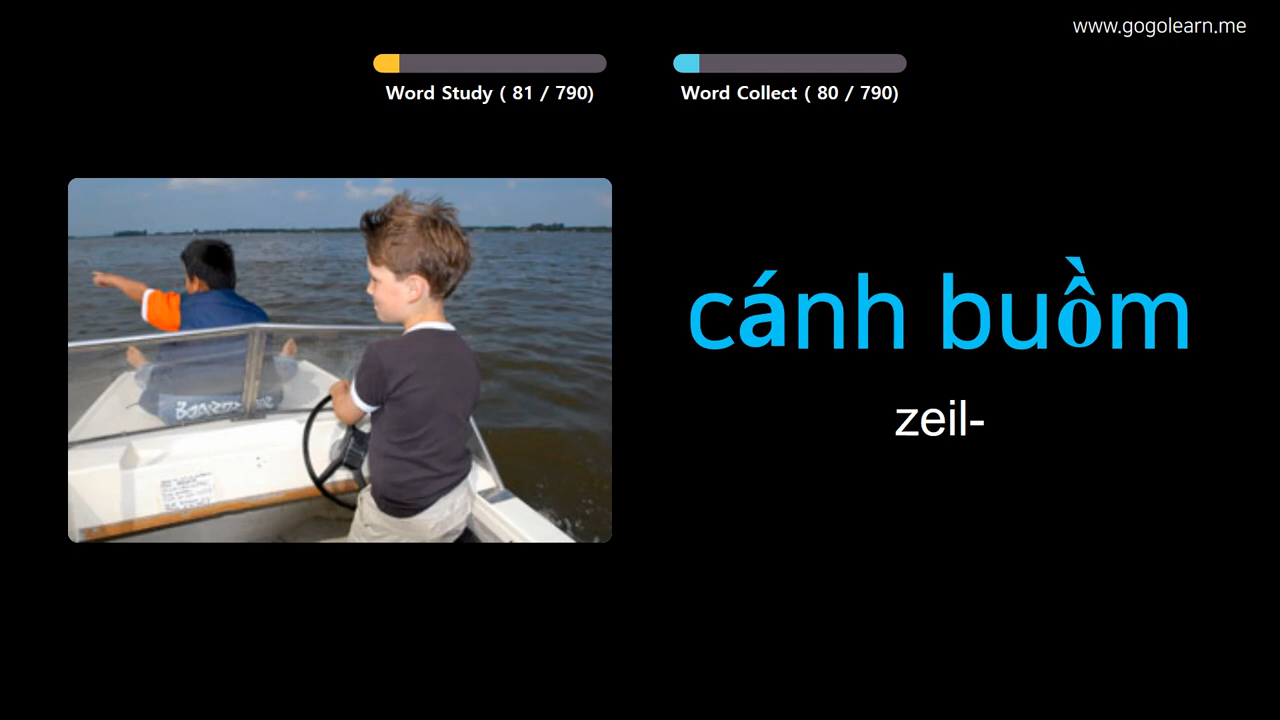 www.gogolearn.me
Word Study ( 81 / 790)
Word Collect ( 80 / 790)
cánh buồm
zeil-